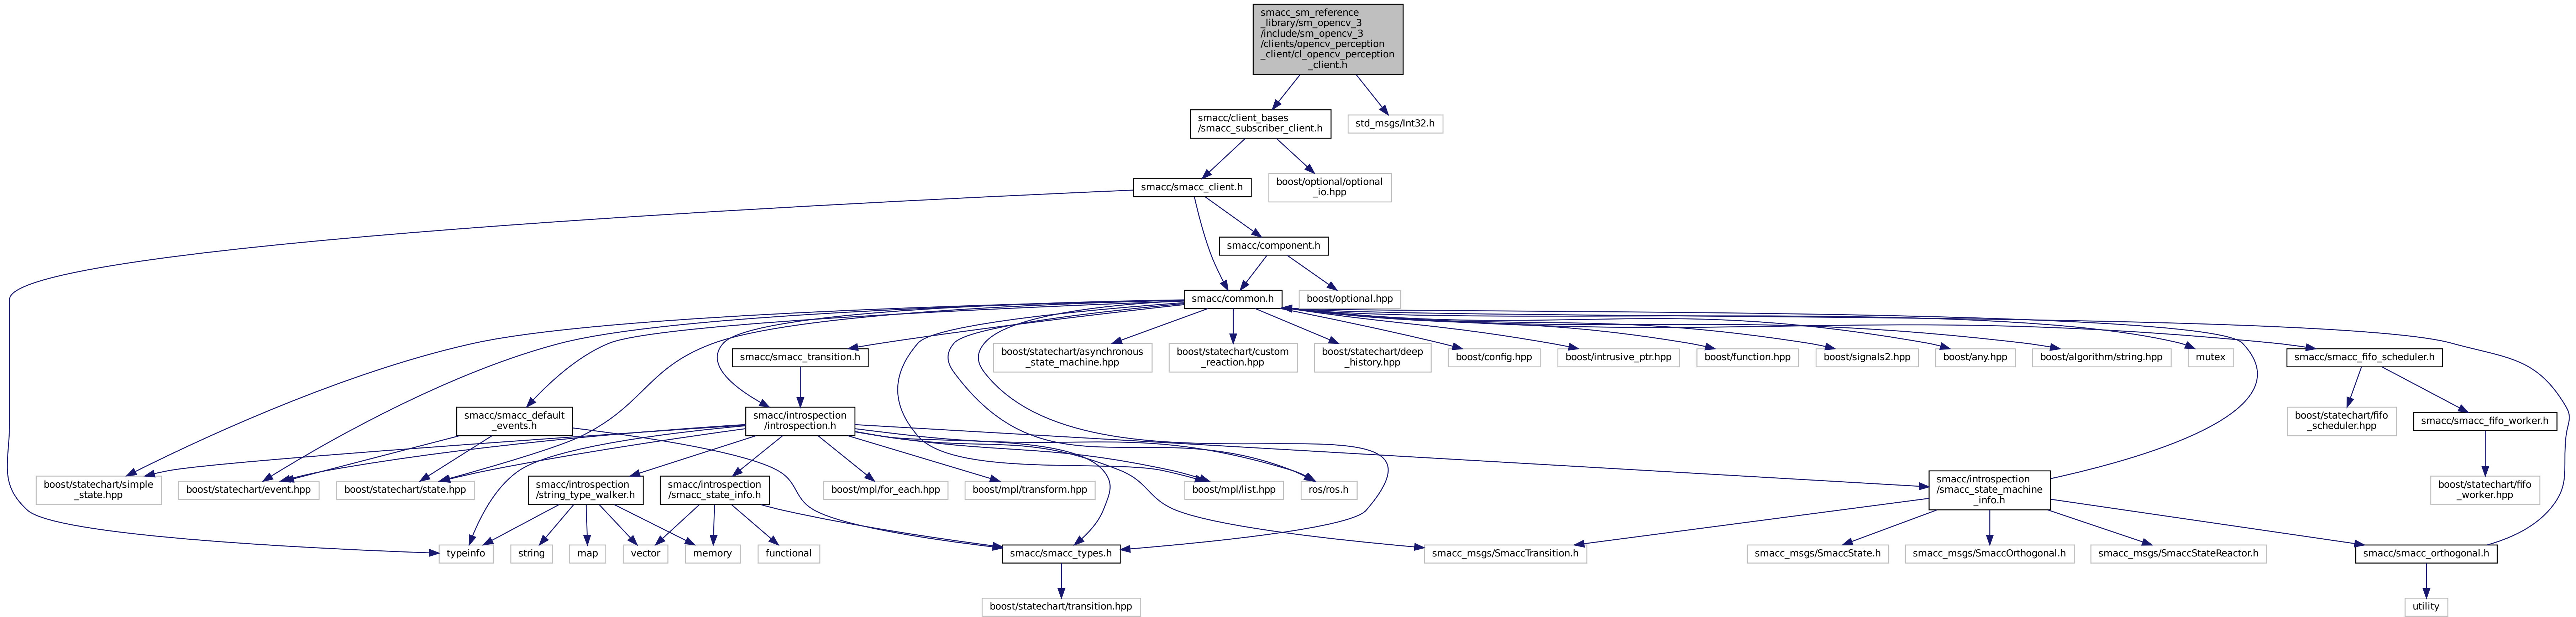 smacc_sm_reference
_library/sm_opencv_3
/include/sm_opencv_3
/clients/opencv_perception
_client/cl_opencv_perception
_client.h
smacc/client_bases
/smacc_subscriber_client.h
std_msgs/Int32.h
smacc/smacc_client.h
boost/optional/optional
_io.hpp
smacc/component.h
smacc/common.h
boost/optional.hpp
smacc/smacc_transition.h
boost/statechart/asynchronous
_state_machine.hpp
boost/statechart/custom
_reaction.hpp
boost/statechart/deep
_history.hpp
boost/config.hpp
boost/intrusive_ptr.hpp
boost/function.hpp
boost/signals2.hpp
boost/any.hpp
boost/algorithm/string.hpp
mutex
smacc/smacc_fifo_scheduler.h
smacc/smacc_default
_events.h
smacc/introspection
/introspection.h
boost/statechart/fifo
_scheduler.hpp
smacc/smacc_fifo_worker.h
boost/statechart/simple
_state.hpp
boost/statechart/event.hpp
boost/statechart/state.hpp
smacc/introspection
/string_type_walker.h
smacc/introspection
/smacc_state_info.h
boost/mpl/for_each.hpp
boost/mpl/transform.hpp
boost/mpl/list.hpp
ros/ros.h
smacc/introspection
/smacc_state_machine
_info.h
boost/statechart/fifo
_worker.hpp
typeinfo
string
map
vector
memory
functional
smacc/smacc_types.h
smacc_msgs/SmaccTransition.h
smacc_msgs/SmaccState.h
smacc_msgs/SmaccOrthogonal.h
smacc_msgs/SmaccStateReactor.h
smacc/smacc_orthogonal.h
boost/statechart/transition.hpp
utility